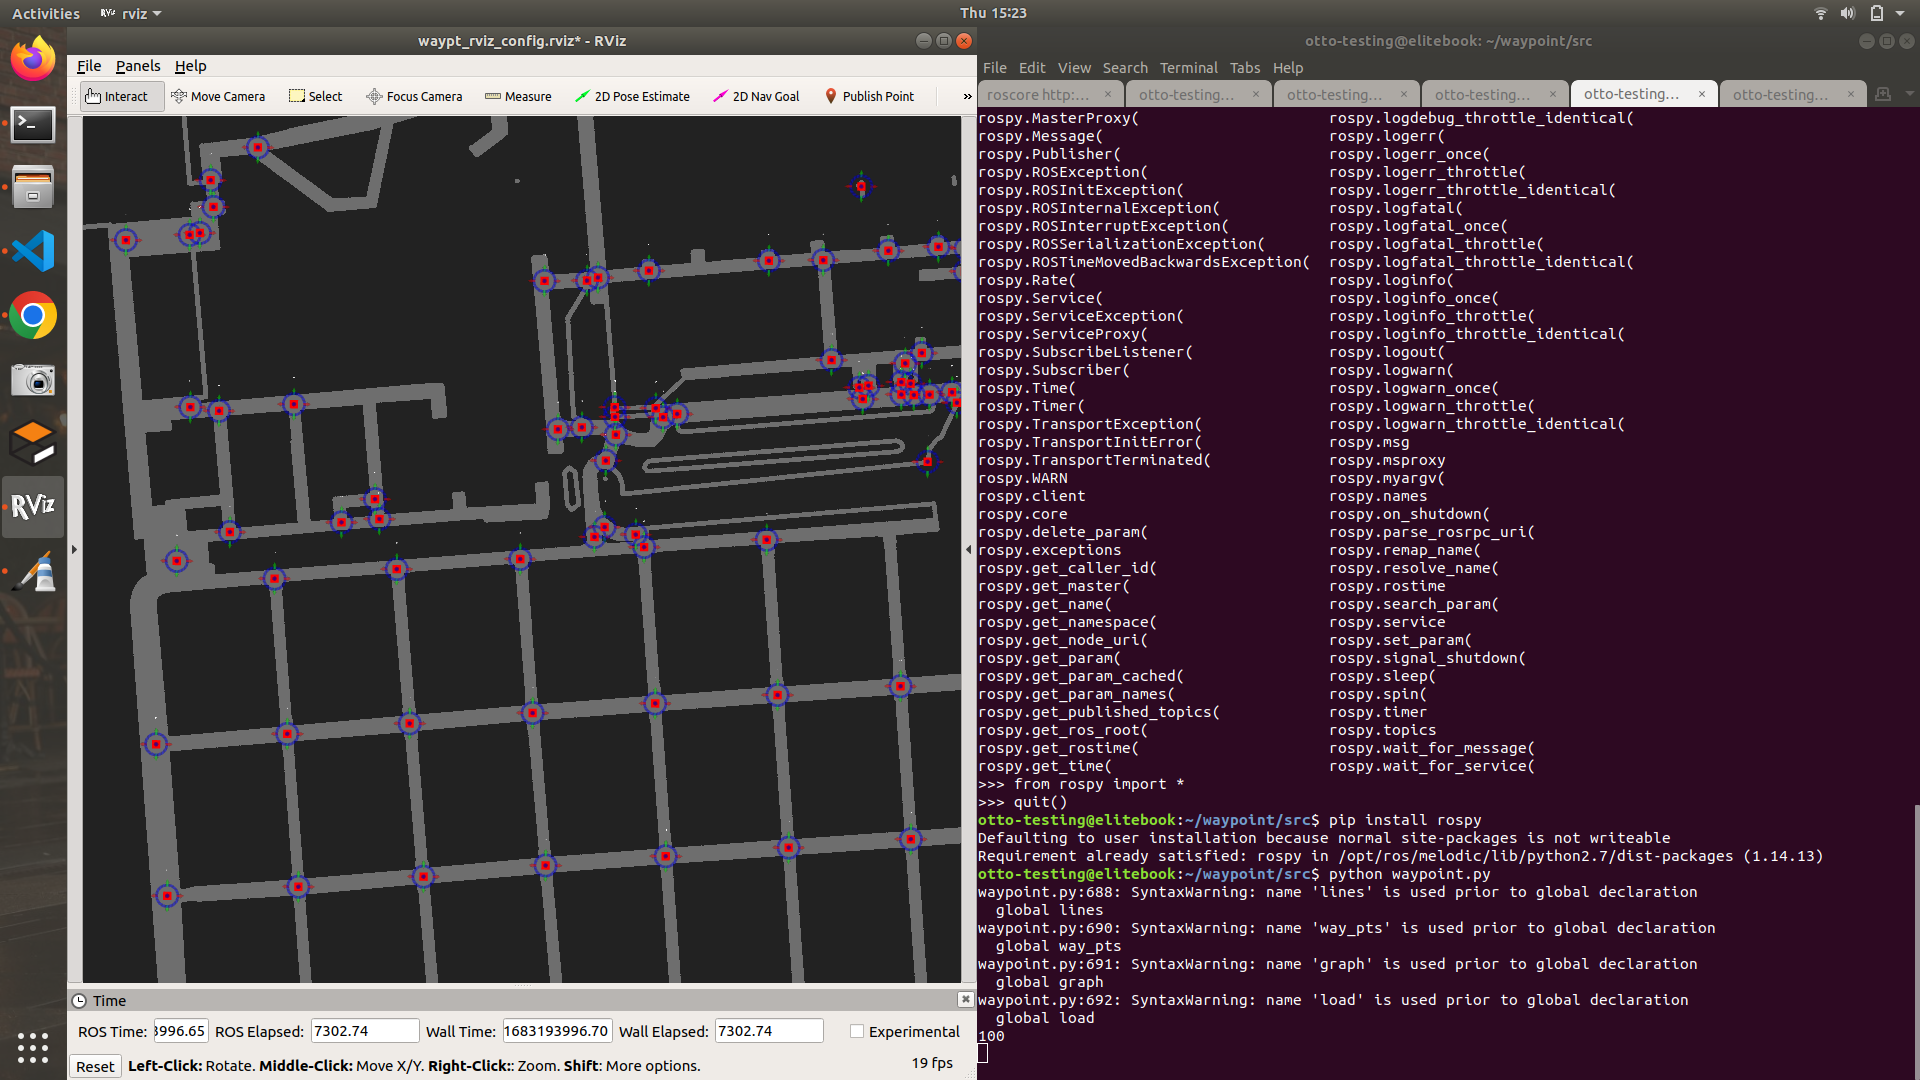 Activities
rviz
Thu 15:23
waypt_rviz_config.rviz* - RViz
File Panels Help
Interact Move Camera Select Focus Camera Measure 2D Pose Estimate 2D Nav Goal Publish Point »
RViz
Time
ROS Time: 3996.65 ROS Elapsed: 7302.74 Wall Time: 1683193996.70 Wall Elapsed: 7302.74 Experimental
Reset Left-Click: Rotate. Middle-Click: Move X/Y. Right-Click:: Zoom. Shift: More options. 19 fps
otto-testing@elitebook: ~/waypoint/src
File Edit View Search Terminal Tabs Help
roscore http:... × otto-testing... × otto-testing... × otto-testing... × otto-testing... × otto-testing... ×
rospy.MasterProxy( rospy.logdebug_throttle_identical(
rospy.Message( rospy.logerr(
rospy.Publisher( rospy.logerr_once(
rospy.ROSException( rospy.logerr_throttle(
rospy.ROSInitException( rospy.logerr_throttle_identical(
rospy.ROSInternalException( rospy.logfatal(
rospy.ROSInterruptException( rospy.logfatal_once(
rospy.ROSSerializationException( rospy.logfatal_throttle(
rospy.ROSTimeMovedBackwardsException( rospy.logfatal_throttle_identical(
rospy.Rate( rospy.loginfo(
rospy.Service( rospy.loginfo_once(
rospy.ServiceException( rospy.loginfo_throttle(
rospy.ServiceProxy( rospy.loginfo_throttle_identical(
rospy.SubscribeListener( rospy.logout(
rospy.Subscriber( rospy.logwarn(
rospy.Time( rospy.logwarn_once(
rospy.Timer( rospy.logwarn_throttle(
rospy.TransportException( rospy.logwarn_throttle_identical(
rospy.TransportInitError( rospy.msg
rospy.TransportTerminated( rospy.msproxy
rospy.WARN rospy.myargv(
rospy.client rospy.names
rospy.core rospy.on_shutdown(
rospy.delete_param( rospy.parse_rosrpc_uri(
rospy.exceptions rospy.remap_name(
rospy.get_caller_id( rospy.resolve_name(
rospy.get_master( rospy.rostime
rospy.get_name( rospy.search_param(
rospy.get_namespace( rospy.service
rospy.get_node_uri( rospy.set_param(
rospy.get_param( rospy.signal_shutdown(
rospy.get_param_cached( rospy.sleep(
rospy.get_param_names( rospy.spin(
rospy.get_published_topics( rospy.timer
rospy.get_ros_root( rospy.topics
rospy.get_rostime( rospy.wait_for_message(
rospy.get_time( rospy.wait_for_service(
>>> from rospy import *
>>> quit()
otto-testing@elitebook:~/waypoint/src$ pip install rospy
Defaulting to user installation because normal site-packages is not writeable
Requirement already satisfied: rospy in /opt/ros/melodic/lib/python2.7/dist-packages (1.14.13)
otto-testing@elitebook:~/waypoint/src$ python waypoint.py
waypoint.py:688: SyntaxWarning: name 'lines' is used prior to global declaration
global lines
waypoint.py:690: SyntaxWarning: name 'way_pts' is used prior to global declaration
global way_pts
waypoint.py:691: SyntaxWarning: name 'graph' is used prior to global declaration
global graph
waypoint.py:692: SyntaxWarning: name 'load' is used prior to global declaration
global load
100